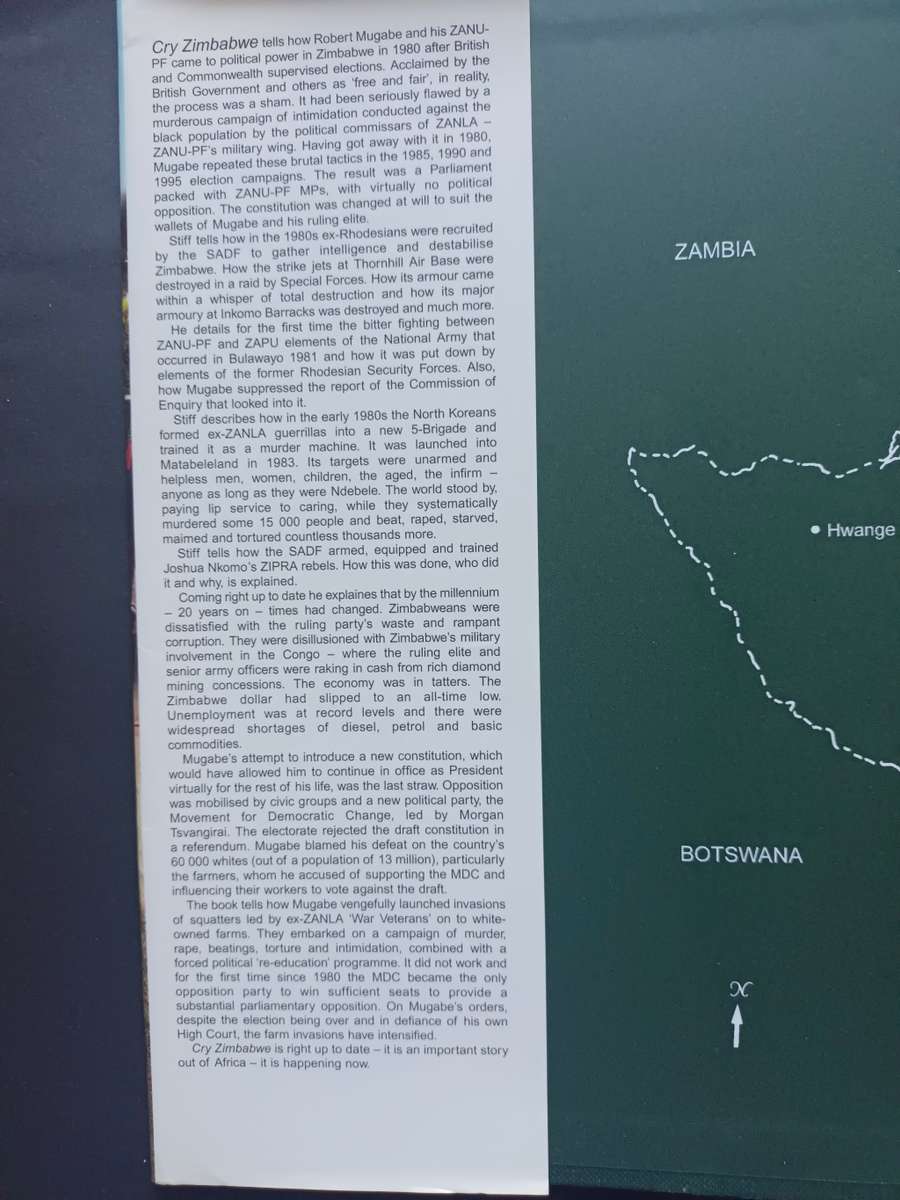 Cry Zimbabwe tells how Robert Mugabe and his ZANU-
PF came to political power in Zimbabwe in 1980 after British
and Commonwealth supervised elections. Acclaimed by the
British Government and others as 'free and fair', in reality,
the process was a sham. It had been seriously flawed by a
murderous campaign of intimidation conducted against the
black population by the political commissars of ZANLA –
ZANU-PF's military wing. Having got away with it in 1980,
Mugabe repeated these brutal tactics in the 1985, 1990 and
1995 election campaigns. The result was a Parliament
packed with ZANU-PF MPs, with virtually no political
opposition. The constitution was changed at will to suit the
wallets of Mugabe and his ruling elite.
Stiff tells how in the 1980s ex-Rhodesians were recruited
by the SADF to gather intelligence and destabilise
Zimbabwe. How the strike jets at Thornhill Air Base were
destroyed in a raid by Special Forces. How its armour came
within a whisper of total destruction and how its major
armoury at Inkomo Barracks was destroyed and much more.
He details for the first time the bitter fighting between
ZANU-PF and ZAPU elements of the National Army that
occurred in Bulawayo 1981 and how it was put down by
elements of the former Rhodesian Security Forces. Also,
how Mugabe suppressed the report of the Commission of
Enquiry that looked into it.
Stiff describes how in the early 1980s the North Koreans
formed ex-ZANLA guerrillas into a new 5-Brigade and
trained it as a murder machine. It was launched into
Matabeleland in 1983. Its targets were unarmed and
helpless men, women, children, the aged, the infirm –
anyone as long as they were Ndebele. The world stood by,
paying lip service to caring, while they systematically
murdered some 15 000 people and beat, raped, starved,
maimed and tortured countless thousands more.
Stiff tells how the SADF armed, equipped and trained
Joshua Nkomo's ZIPRA rebels. How this was done, who did
it and why, is explained.
Coming right up to date he explaines that by the millennium
– 20 years on – times had changed. Zimbabweans were
dissatisfied with the ruling party's waste and rampant
corruption. They were disillusioned with Zimbabwe's military
involvement in the Congo – where the ruling elite and
senior army officers were raking in cash from rich diamond
mining concessions. The economy was in tatters. The
Zimbabwe dollar had slipped to an all-time low.
Unemployment was at record levels and there were
widespread shortages of diesel, petrol and basic
commodities.
Mugabe's attempt to introduce a new constitution, which
would have allowed him to continue in office as President
virtually for the rest of his life, was the last straw. Opposition
was mobilised by civic groups and a new political party, the
Movement for Democratic Change, led by Morgan
Tsvangirai. The electorate rejected the draft constitution in
a referendum. Mugabe blamed his defeat on the country's
60 000 whites (out of a population of 13 million), particularly
the farmers, whom he accused of supporting the MDC and
influencing their workers to vote against the draft.
The book tells how Mugabe vengefully launched invasions
of squatters led by ex-ZANLA 'War Veterans' on to white-
owned farms. They embarked on a campaign of murder,
rape, beatings, torture and intimidation, combined with a
forced political 're-education' programme. It did not work and
for the first time since 1980 the MDC became the only
opposition party to win sufficient seats to provide a
substantial parliamentary opposition. On Mugabe's orders,
despite the election being over and in defiance of his own
High Court, the farm invasions have intensified.
Cry Zimbabwe is right up to date – it is an important story
out of Africa – it is happening now.
ZAMBIA
Hwange
BOTSWANA
N